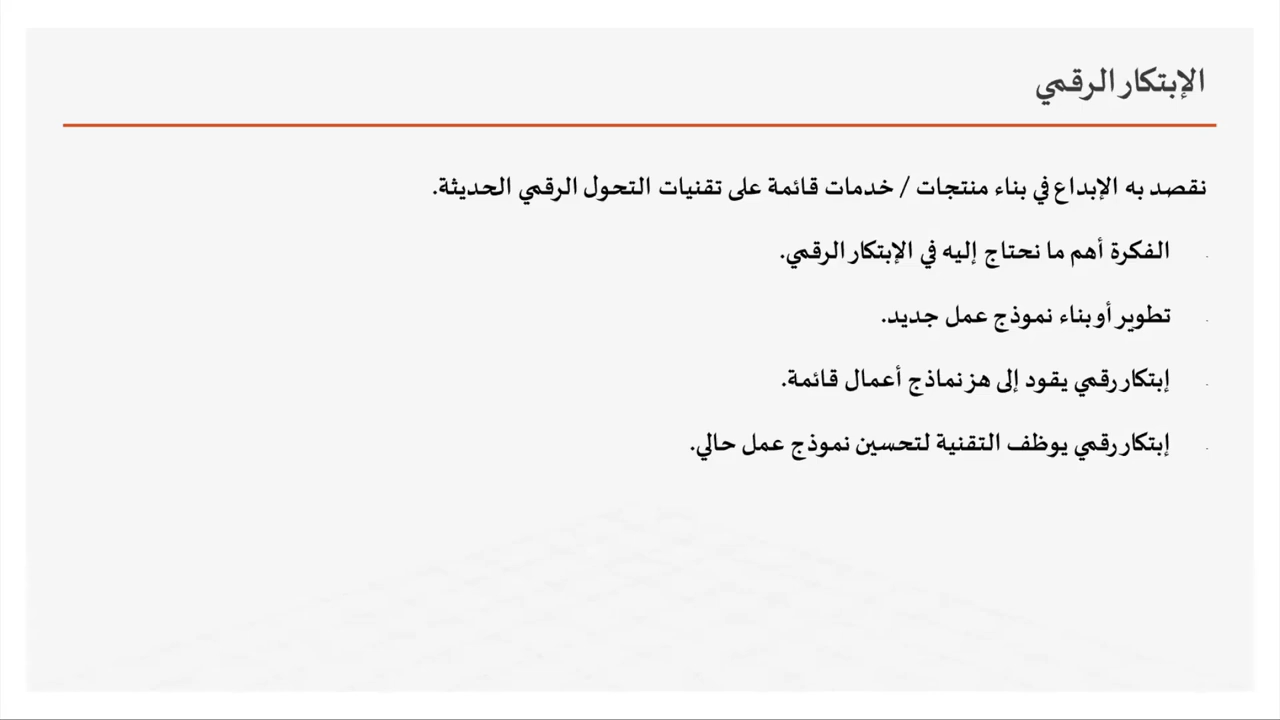 الإبتكار الرقمي
نقصد به الإبداع في بناء منتجات / خدمات قائمة على تقنيات التحول الرقمي الحديثة.
الفكرة أهم ما نحتاج إليه في الإبتكار الرقمي.
تطوير أو بناء نموذج عمل جديد.
إبتكار رقمي يقود إلى هز نماذج أعمال قائمة.
إبتكار رقمي يوظف التقنية لتحسين نموذج عمل حالي.